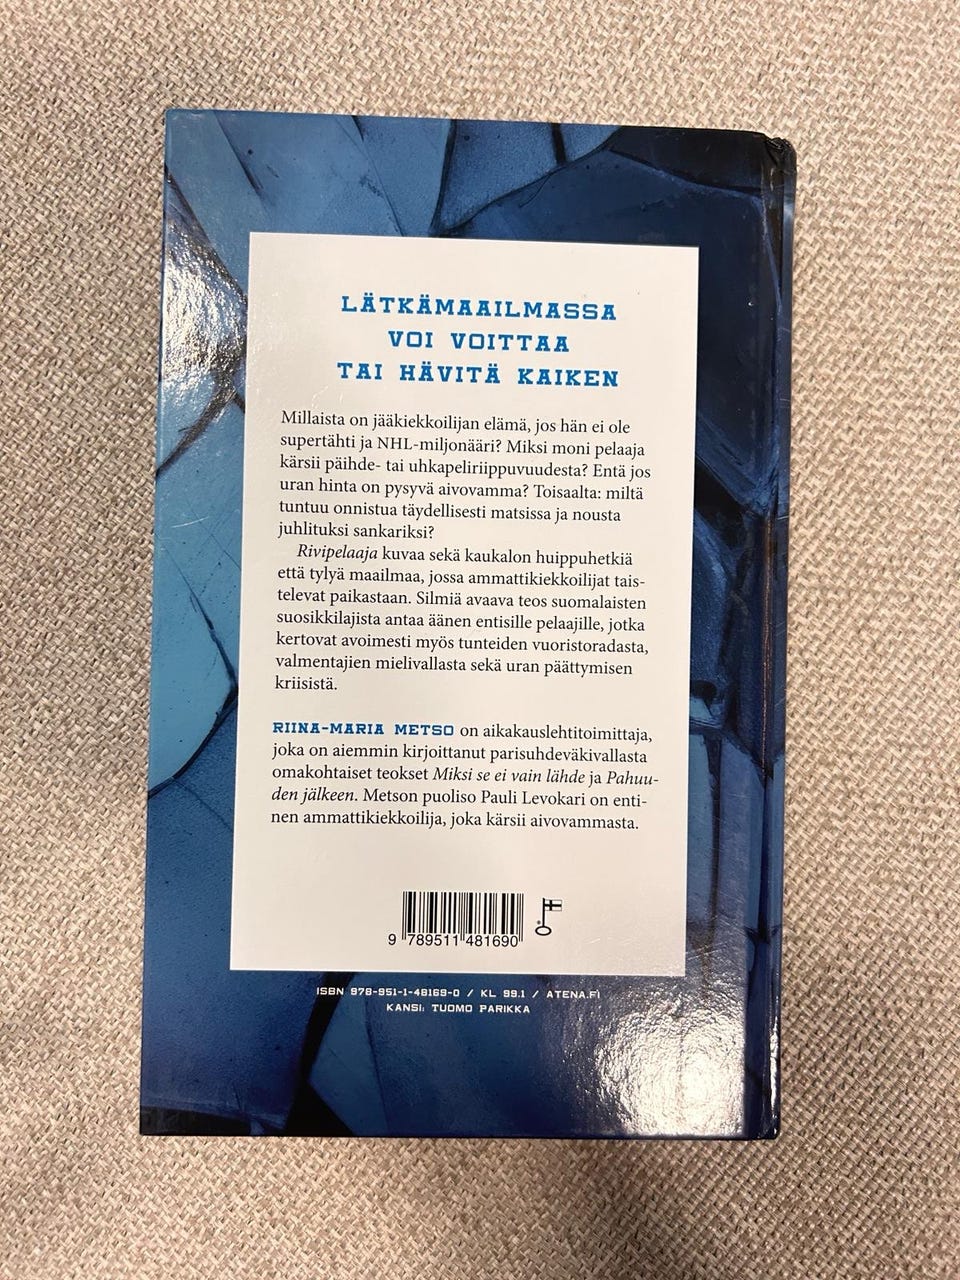 LÄTKÄMAAILMASSA
VOI VOITTAA
TAI HÄVITÄ KAIKEN
Millaista on jääkiekkoilijan elämä, jos hän ei ole
supertähti ja NHL-miljonääri? Miksi moni pelaaja
kärsii päihde- tai uhkapeliriippuvuudesta? Entä jos
uran hinta on pysyvä aivovamma? Toisaalta: miltä
tuntuu onnistua täydellisesti matsissa ja nousta
juhlituksi sankariksi?
Rivipelaaja kuvaa sekä kaukalon huippuhetkiä
että tylyä maailmaa, jossa ammattikiekkoilijat tais-
televat paikastaan. Silmiä avaava teos suomalaisten
suosikkilajista antaa äänen entisille pelaajille, jotka
kertovat avoimesti myös tunteiden vuoristoradasta,
valmentajien mielivallasta sekä uran päättymisen
kriisistä.
RIINA-MARIA METSO on aikakauslehtitoimittaja,
joka on aiemmin kirjoittanut parisuhdeväkivallasta
omakohtaiset teokset Miksi se ei vain lähde ja Pahuu-
den jälkeen. Metson puoliso Pauli Levokari on enti-
nen ammattikiekkoilija, joka kärsii aivovammasta.
9 789511 481690
ISBN 978-951-1-48169-0 / KL 99.1 / ATENA.FI
KANSI: TUOMO PARIKKA